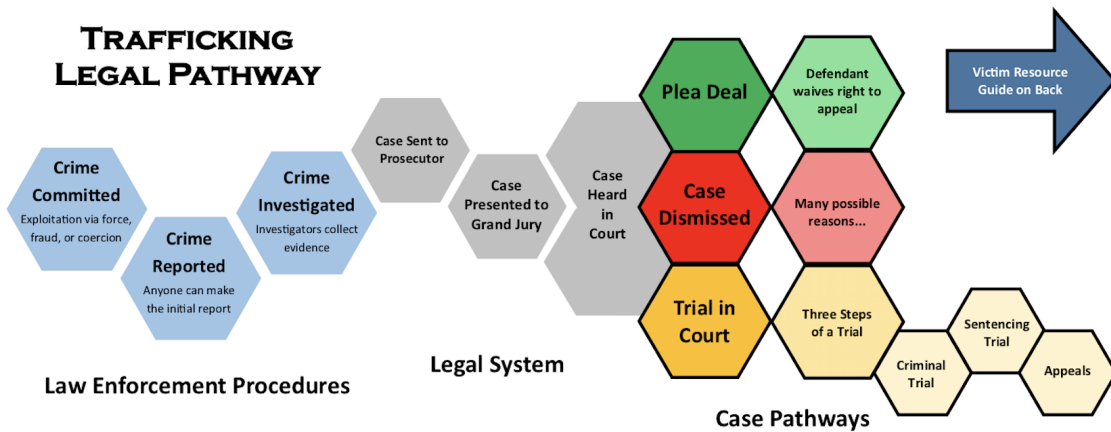 TRAFFICKING
LEGAL PATHWAY
Crime
Committed
Exploitation via force,
fraud, or coercion
Crime
Reported
Anyone can make
the initial report
Crime
Investigated
Investigators collect
evidence
Law Enforcement Procedures
Case Sent to
Prosecutor
Case
Presented to
Grand Jury
Case
Heard
in
Court
Legal System
Plea Deal
Defendant
waives right to
appeal
Case
Dismissed
Many possible
reasons...
Trial in
Court
Three Steps
of a Trial
Criminal
Trial
Sentencing
Trial
Appeals
Case Pathways
Victim Resource
Guide on Back